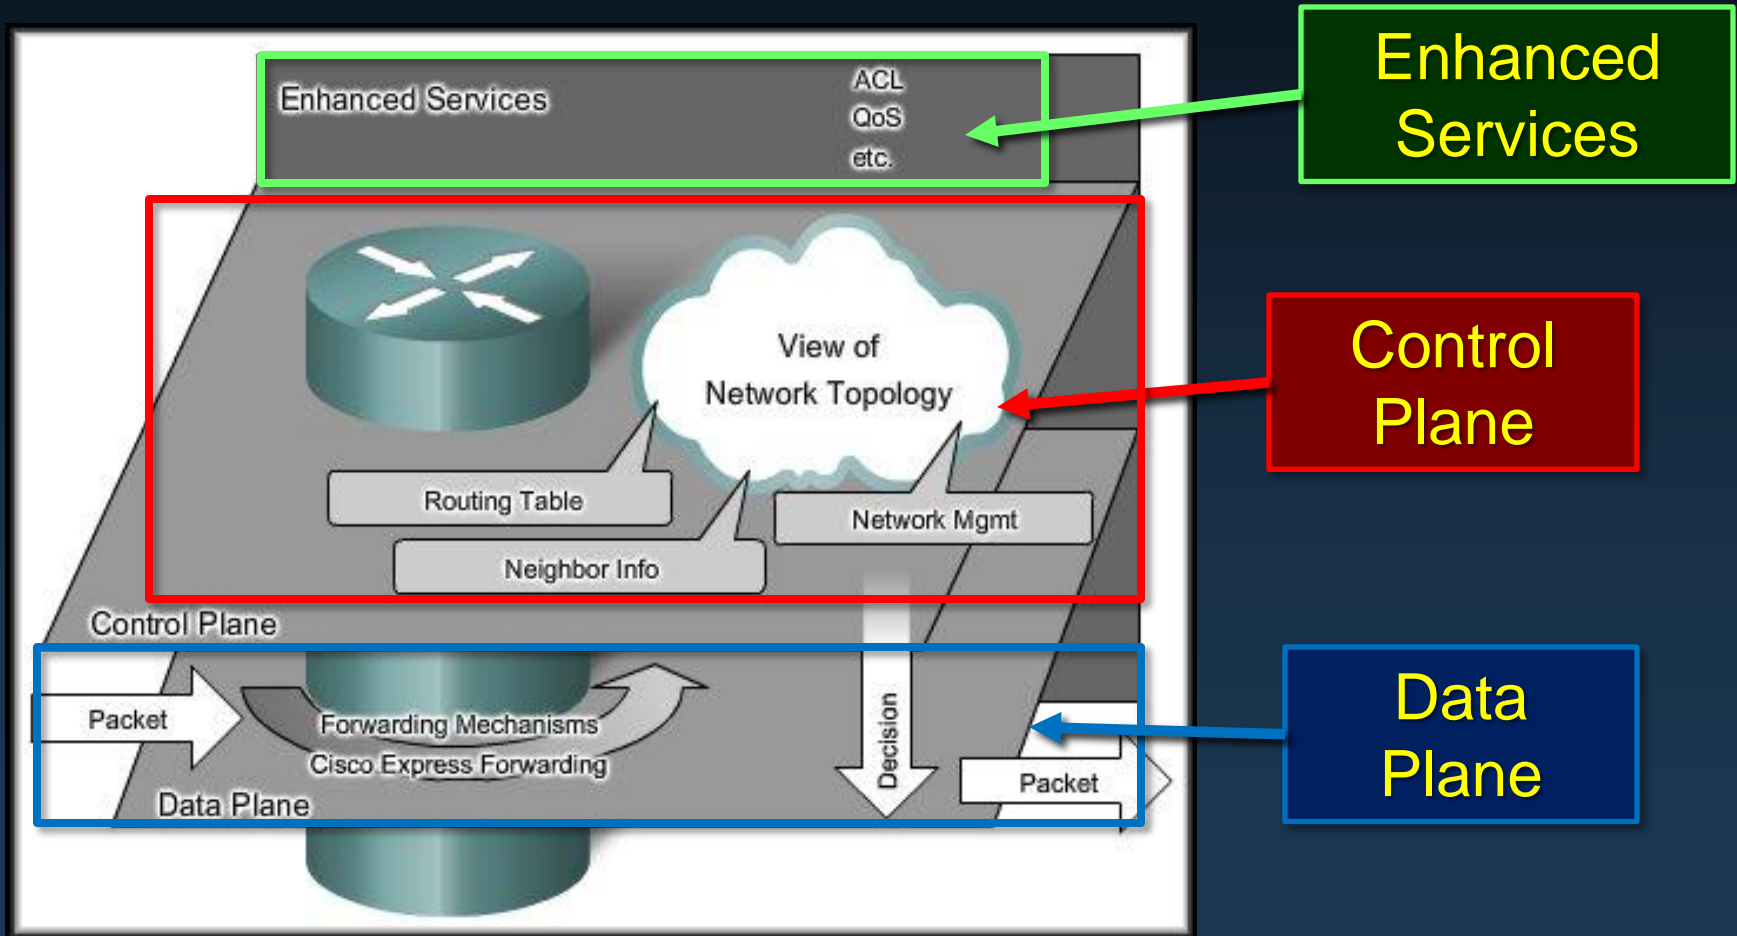 Enhanced Services
ACL
QoS
etc.
Enhanced
Services
View of
Network Topology
Routing Table
Network Mgmt
Neighbor Info
Control Plane
Control
Plane
Packet
Forwarding Mechanisms
Cisco Express Forwarding
Data Plane
Decision
Packet
Data
Plane